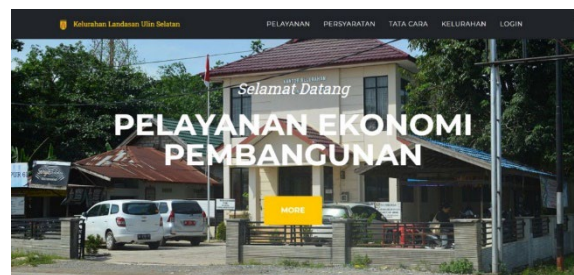 Kelurahan Landasan Ulin Selatan
PELAYANAN PERSYARATAN TATA CARA KELURAHAN LOGIN
Selamat Datang
PELAYANAN EKONOMI
PEMBANGUNAN
MORE